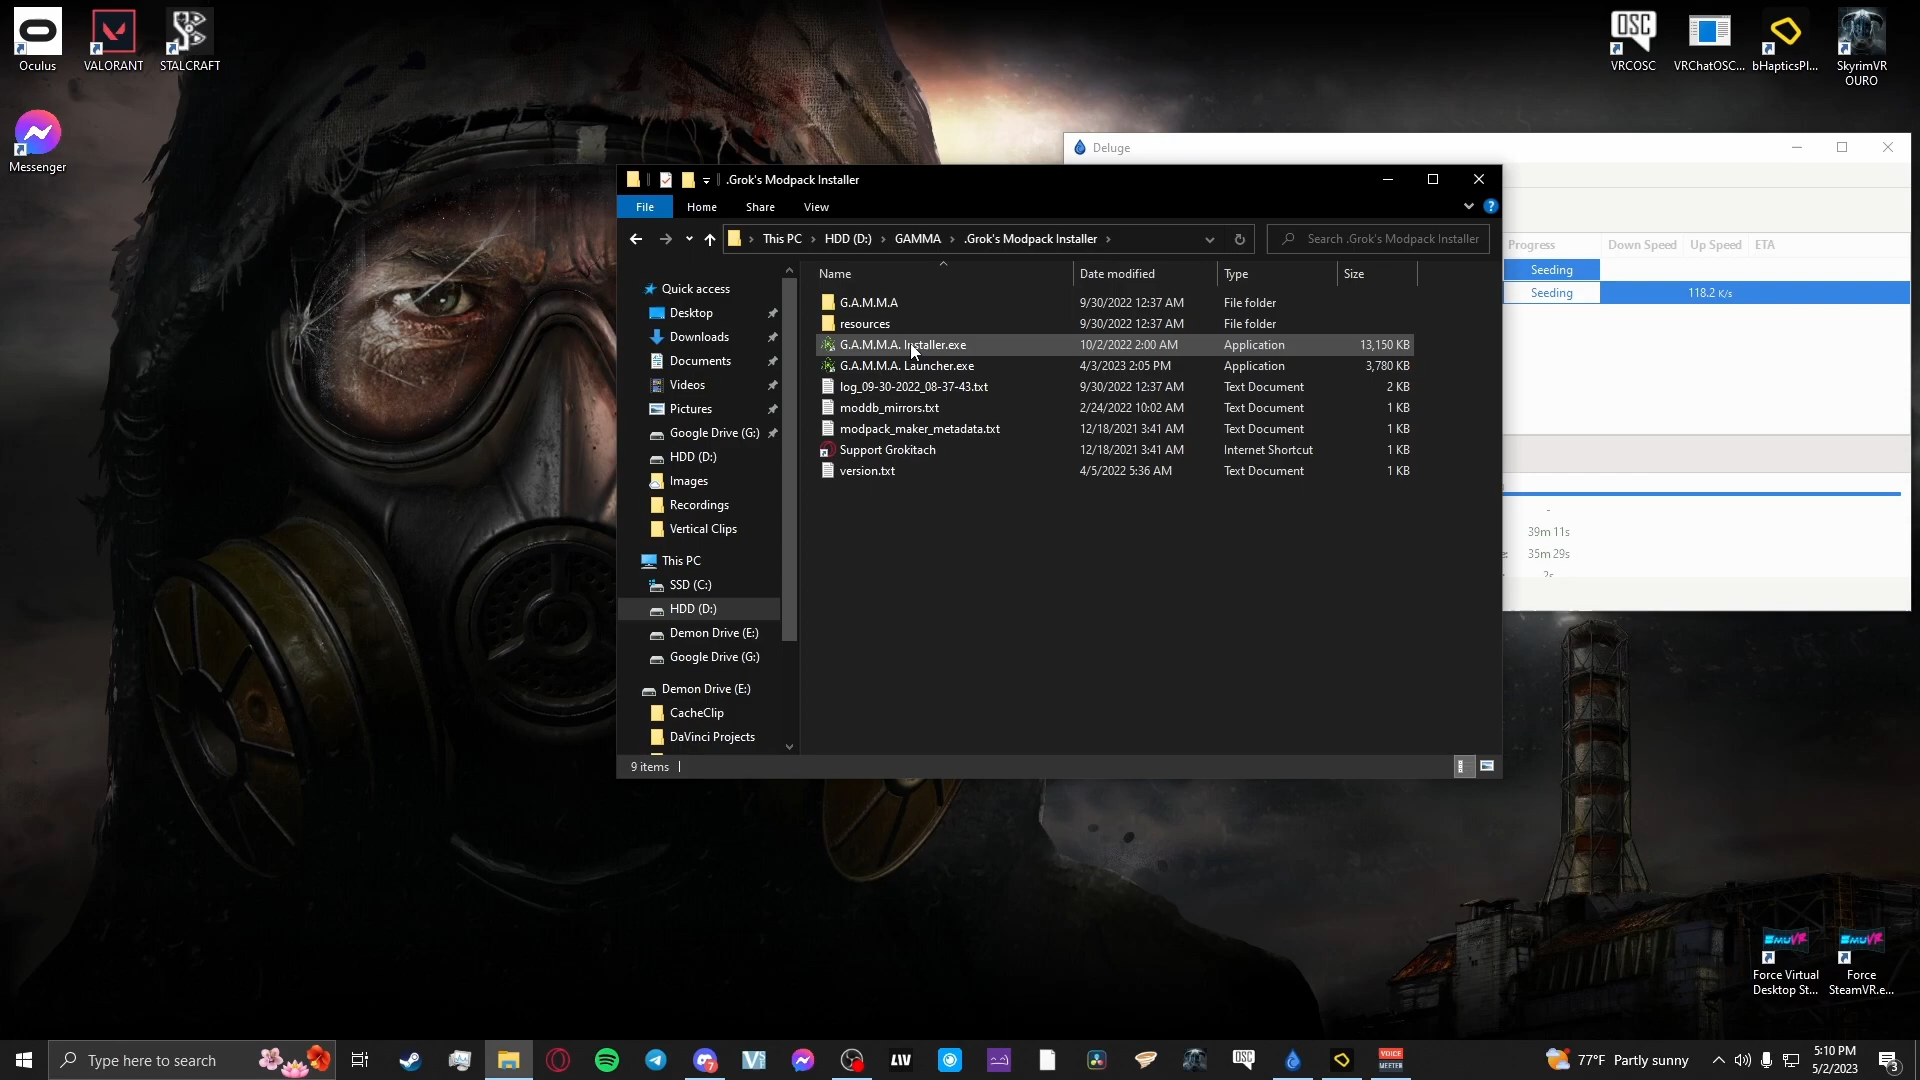 Oculus
VALORANT
STALCRAFT
Messenger
OSC
VRCOSC
VRChatOSC...
bHapticsPl...
SkyrimVR
OURO
Deluge
Progress Down Speed Up Speed ETA
Seeding
Seeding 118.2 K/s
-
39m 11s
35m 29s
2s
.Grok's Modpack Installer
File Home Share View
This PC › HDD (D:) › GAMMA › .Grok's Modpack Installer ›
Search .Grok's Modpack Installer
Name Date modified Type Size
G.A.M.M.A 9/30/2022 12:37 AM File folder
resources 9/30/2022 12:37 AM File folder
G.A.M.M.A. Installer.exe 10/2/2022 2:00 AM Application 13,150 KB
G.A.M.M.A. Launcher.exe 4/3/2023 2:05 PM Application 3,780 KB
log_09-30-2022_08-37-43.txt 9/30/2022 12:37 AM Text Document 2 KB
moddb_mirrors.txt 2/24/2022 10:02 AM Text Document 1 KB
modpack_maker_metadata.txt 12/18/2021 3:41 AM Text Document 1 KB
Support Grokitach 12/18/2021 3:41 AM Internet Shortcut 1 KB
version.txt 4/5/2022 5:36 AM Text Document 1 KB
Quick access
Desktop
Downloads
Documents
Videos
Pictures
Google Drive (G:)
HDD (D:)
Images
Recordings
Vertical Clips
This PC
SSD (C:)
HDD (D:)
Demon Drive (E:)
Google Drive (G:)
Demon Drive (E:)
CacheClip
DaVinci Projects
9 items
EmuVR
Force Virtual
Desktop St...
EmuVR
Force
SteamVR.e...
Type here to search
7
LIV
OSC
VOICE
MEETER
77°F Partly sunny
5:10 PM
5/2/2023
3